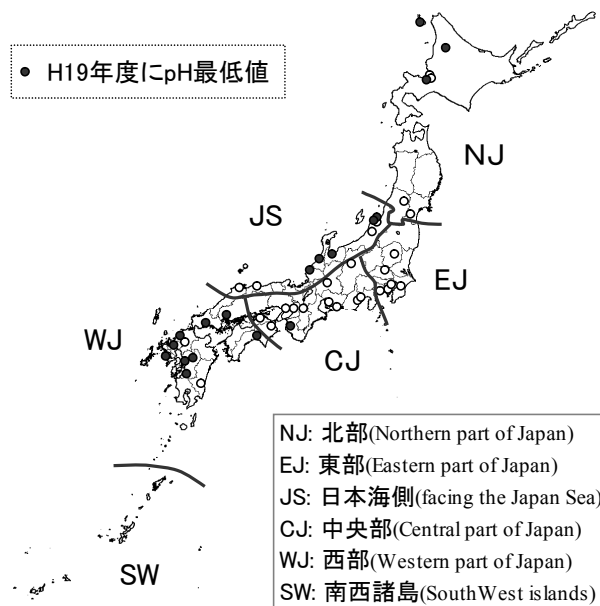 ● H19年度にpH最低値
NJ
JS
EJ
WJ
CJ
SW
NJ: 北部(Northern part of Japan)
EJ: 東部(Eastern part of Japan)
JS: 日本海側(facing the Japan Sea)
CJ: 中央部(Central part of Japan)
WJ: 西部(Western part of Japan)
SW: 南西諸島(SouthWest islands)